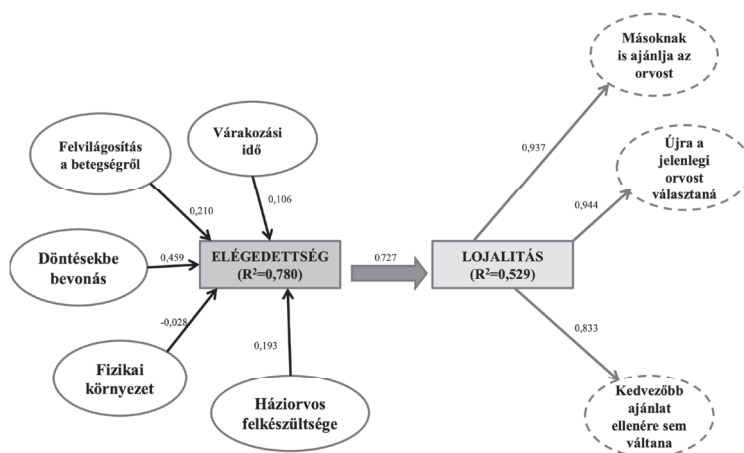 Másoknak
is ajánlja az
orvost
Várakozási
idő
Felvilágosítás
a betegségről
Újra a
jelenlegi
orvost
választaná
0,937
0,210
0,106
0,944
Döntésekbe
bevonás
0,459
ELÉGEDETTSÉG
(R²=0,780)
0,727
LOJALITÁS
(R²=0,529)
-0,028
0,193
0,833
Fizikai
környezet
Háziorvos
felkészültsége
Kedvezőbb
ajánlat
ellenére sem
váltana